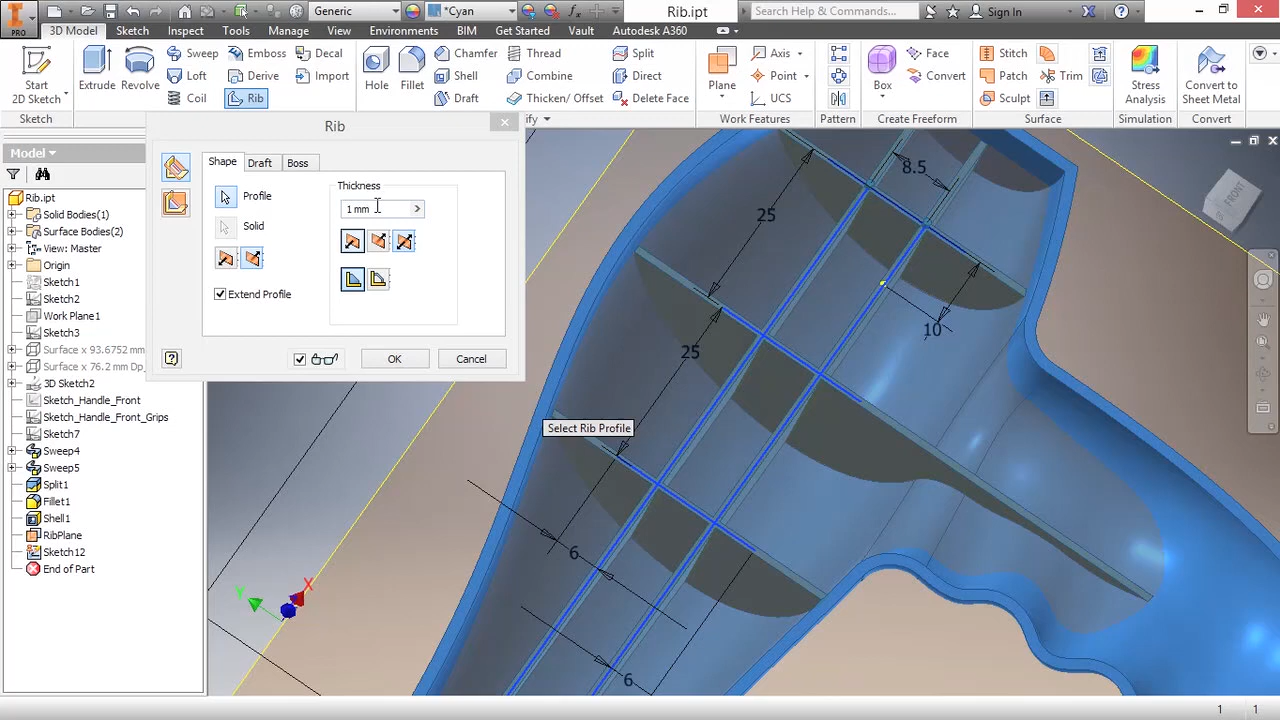 Generic
*Cyan
Rib.ipt
Search Help & Commands...
Sign In
PRO
3D Model
Sketch
Inspect
Tools
Manage
View
Environments
BIM
Get Started
Vault
Autodesk A360
Start
2D Sketch
Extrude
Revolve
Sweep
Loft
Coil
Emboss
Derive
Rib
Decal
Import
Hole
Fillet
Chamfer
Shell
Draft
Thread
Combine
Thicken/ Offset
Split
Direct
Delete Face
Plane
Axis
Point
UCS
Box
Face
Convert
Stitch
Patch
Sculpt
Trim
Stress
Analysis
Convert to
Sheet Metal
Sketch
Work Features
Pattern
Create Freeform
Surface
Simulation
Convert
Rib
Shape
Draft
Boss
Profile
Solid
Extend Profile
Thickness
1 mm
OK
Cancel
Model
Rib.ipt
Solid Bodies(1)
Surface Bodies(2)
View: Master
Origin
Sketch1
Sketch2
Work Plane1
Sketch3
Surface x 93.6752 mm
Surface x 76.2 mm Dp_
3D Sketch2
Sketch_Handle_Front
Sketch_Handle_Front_Grips
Sketch7
Sweep4
Sweep5
Split1
Fillet1
Shell1
RibPlane
Sketch12
End of Part
8.5
25
10
25
Select Rib Profile
6
6
FRONT
X
Y
1 1